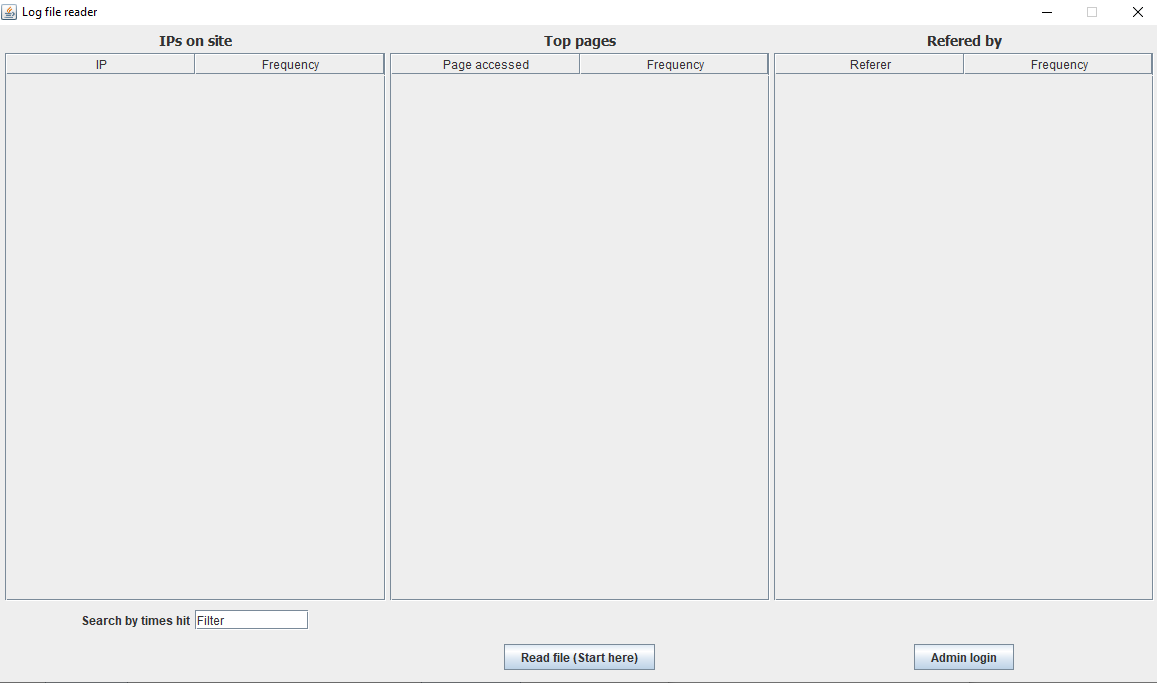 Log file reader
IPs on site
Top pages
Refered by
IP Frequency
Page accessed Frequency
Referer Frequency
Search by times hit Filter
Read file (Start here)
Admin login